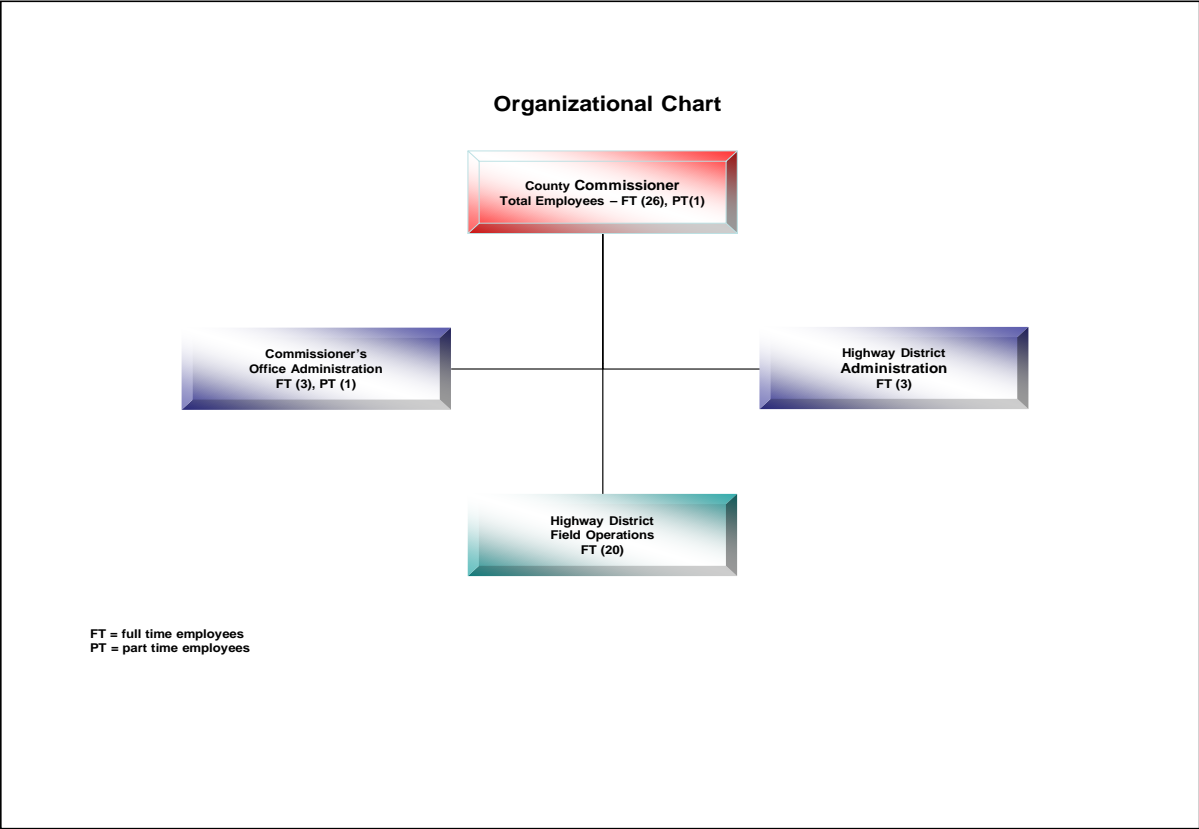 Organizational Chart
County Commissioner
Total Employees – FT (26), PT(1)
Commissioner's
Office Administration
FT (3), PT (1)
Highway District
Administration
FT (3)
Highway District
Field Operations
FT (20)
FT = full time employees
PT = part time employees